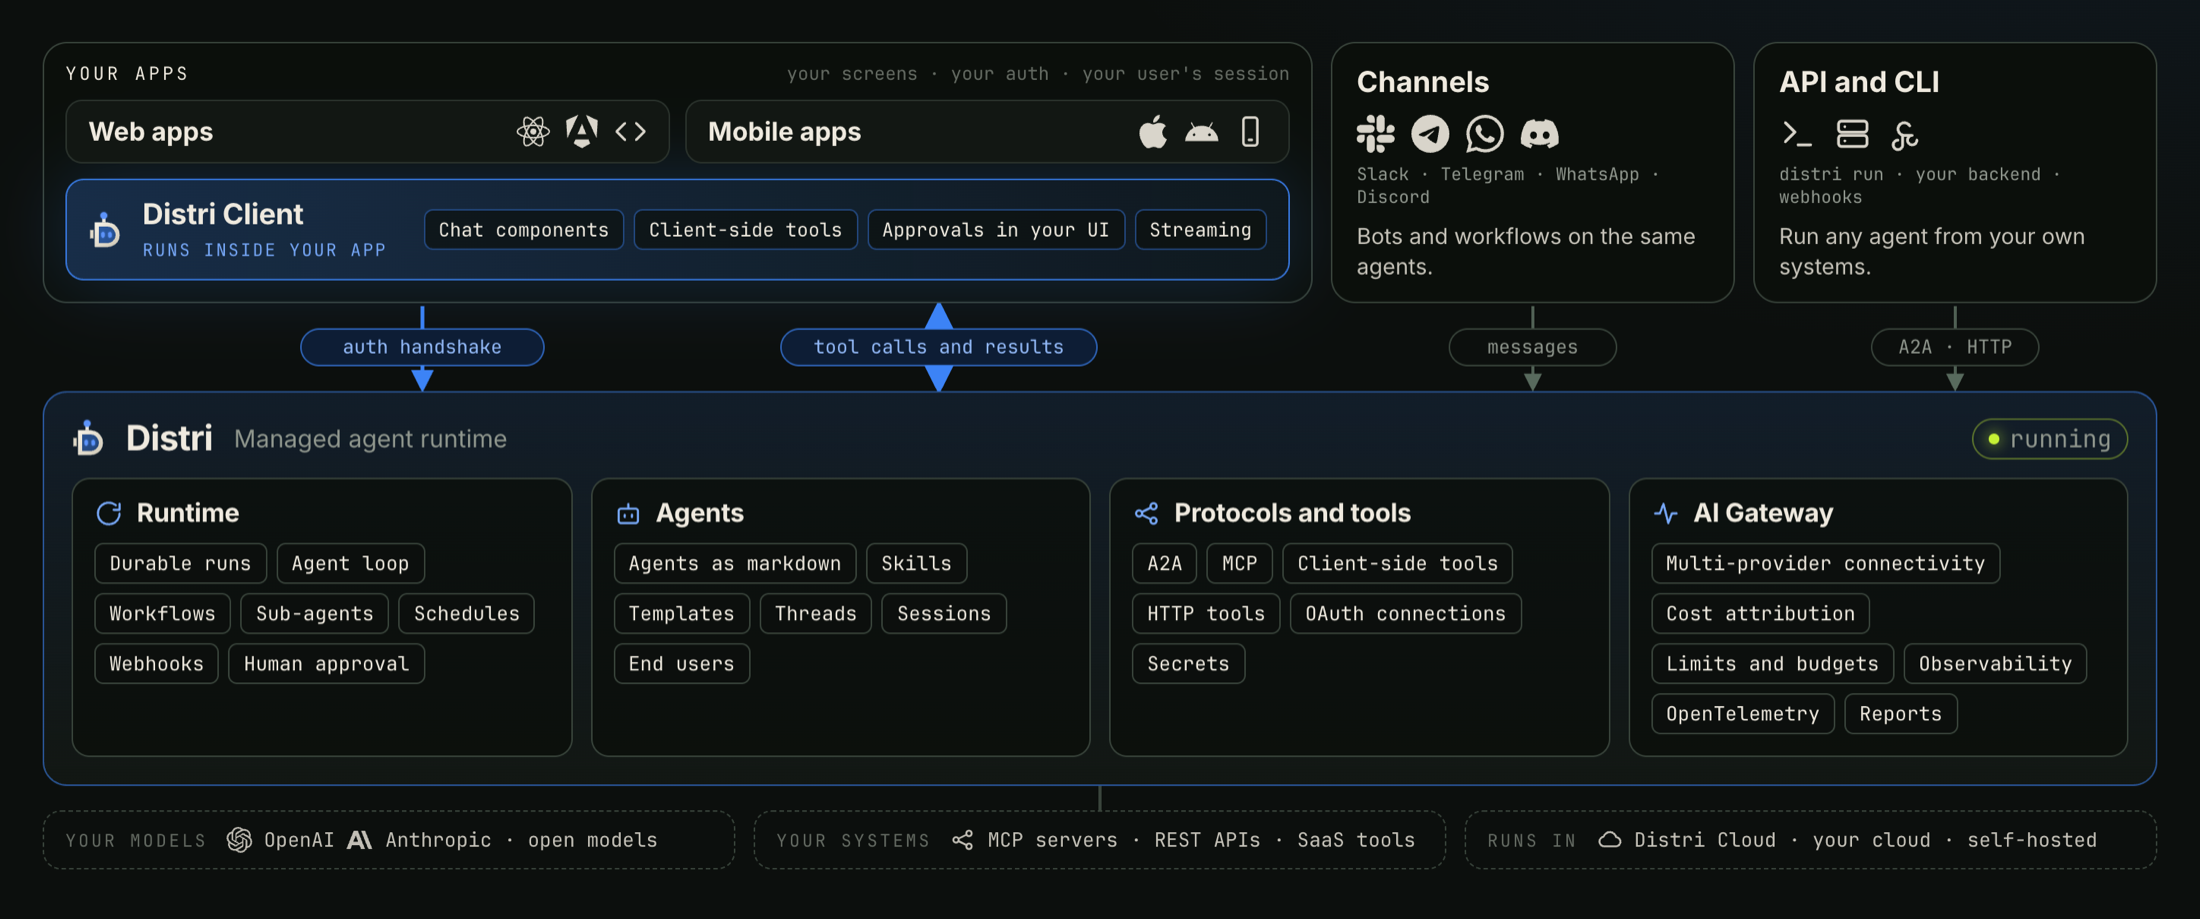 YOUR APPS
your screens · your auth · your user's session
Web apps
Mobile apps
Distri Client
RUNS INSIDE YOUR APP
Chat components
Client-side tools
Approvals in your UI
Streaming
Channels
Slack · Telegram · WhatsApp ·
Discord
Bots and workflows on the same
agents.
API and CLI
distri run · your backend ·
webhooks
Run any agent from your own
systems.
auth handshake
tool calls and results
messages
A2A · HTTP
Distri Managed agent runtime
running
Runtime
Durable runs
Agent loop
Workflows
Sub-agents
Schedules
Webhooks
Human approval
Agents
Agents as markdown
Skills
Templates
Threads
Sessions
End users
Protocols and tools
A2A
MCP
Client-side tools
HTTP tools
OAuth connections
Secrets
AI Gateway
Multi-provider connectivity
Cost attribution
Limits and budgets
Observability
OpenTelemetry
Reports
YOUR MODELS OpenAI Anthropic · open models
YOUR SYSTEMS MCP servers · REST APIs · SaaS tools
RUNS IN Distri Cloud · your cloud · self-hosted